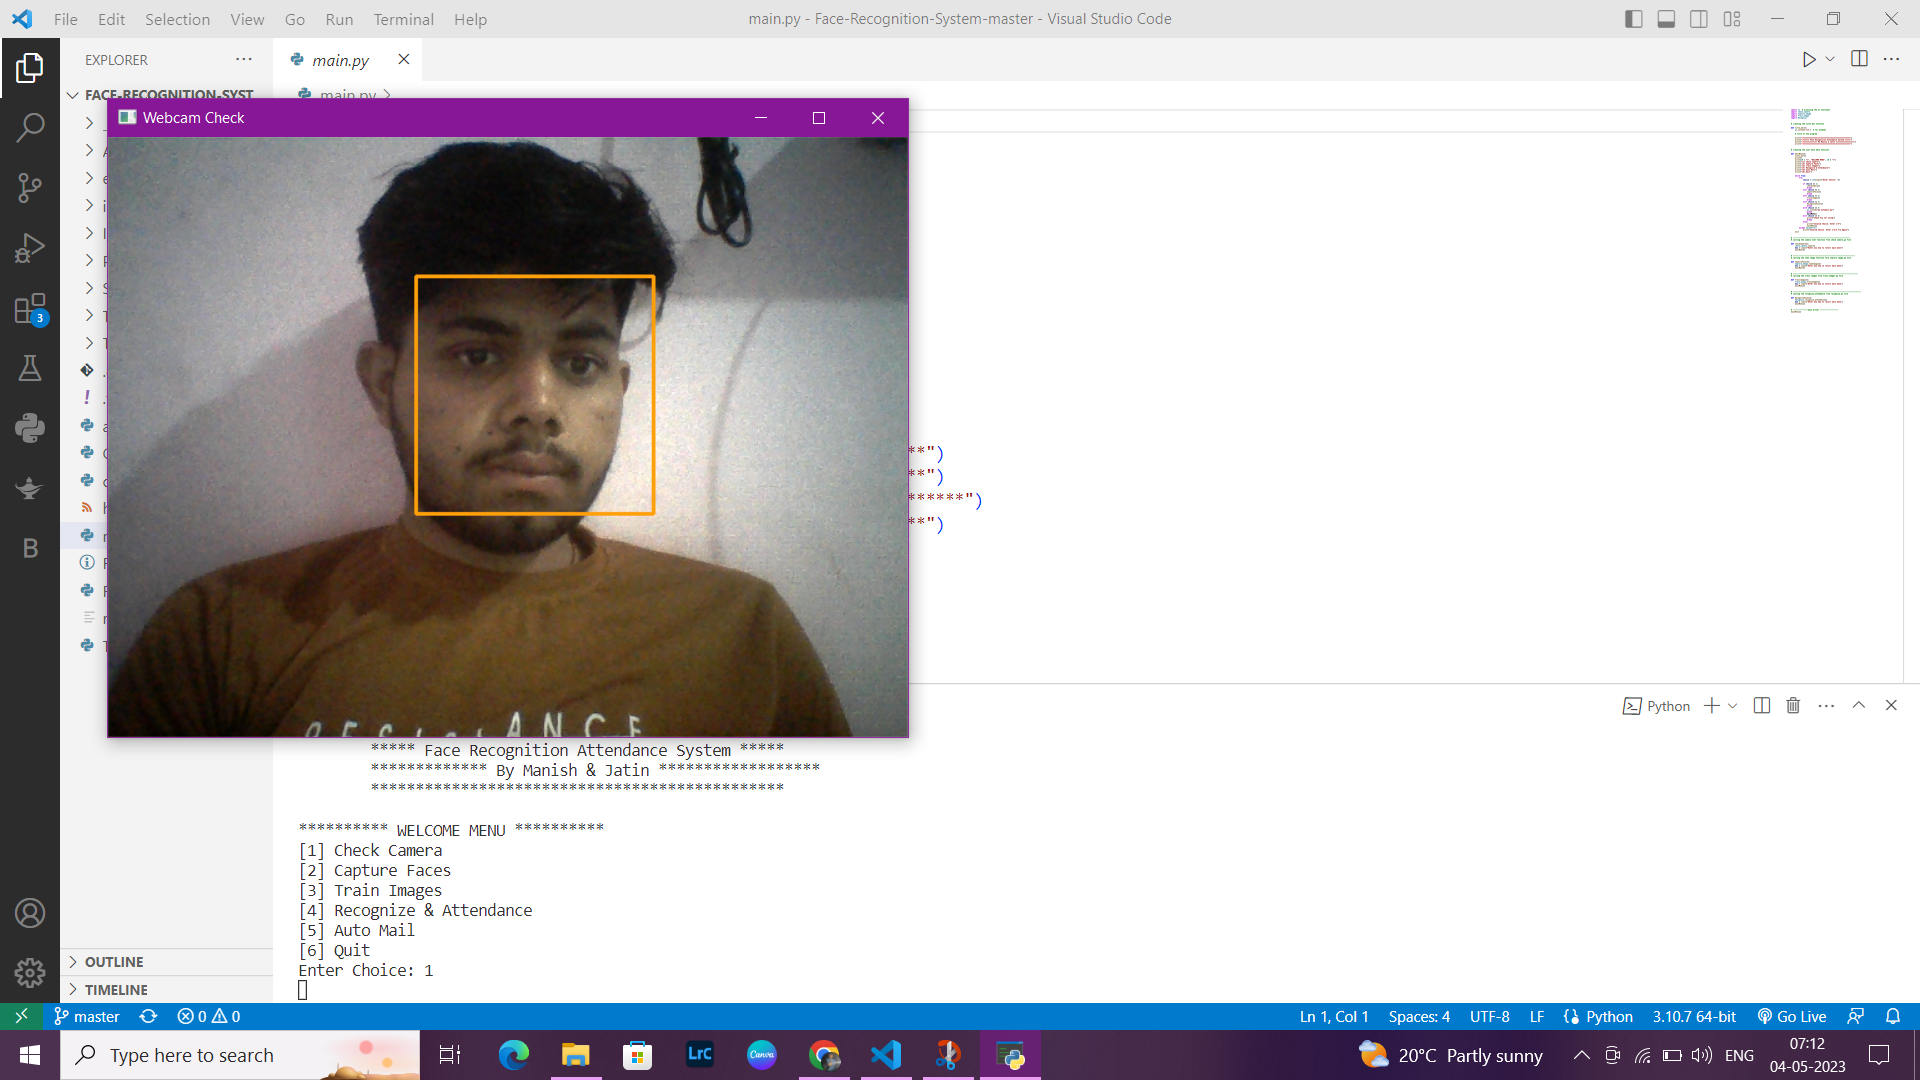 File Edit Selection View Go Run Terminal Help
main.py - Face-Recognition-System-master - Visual Studio Code
EXPLORER
main.py
FACE-RECOGNITION-SYST
main.py
Webcam Check
3
B
**")
**")
******")
**")
Python
***** Face Recognition Attendance System *****
************* By Manish & Jatin ******************
**********************************************
********** WELCOME MENU **********
[1] Check Camera
[2] Capture Faces
[3] Train Images
[4] Recognize & Attendance
[5] Auto Mail
[6] Quit
Enter Choice: 1
OUTLINE
TIMELINE
master
0 0
Ln 1, Col 1 Spaces: 4 UTF-8 LF Python 3.10.7 64-bit Go Live
Type here to search
LrC
Canva
20°C Partly sunny
ENG
07:12
04-05-2023